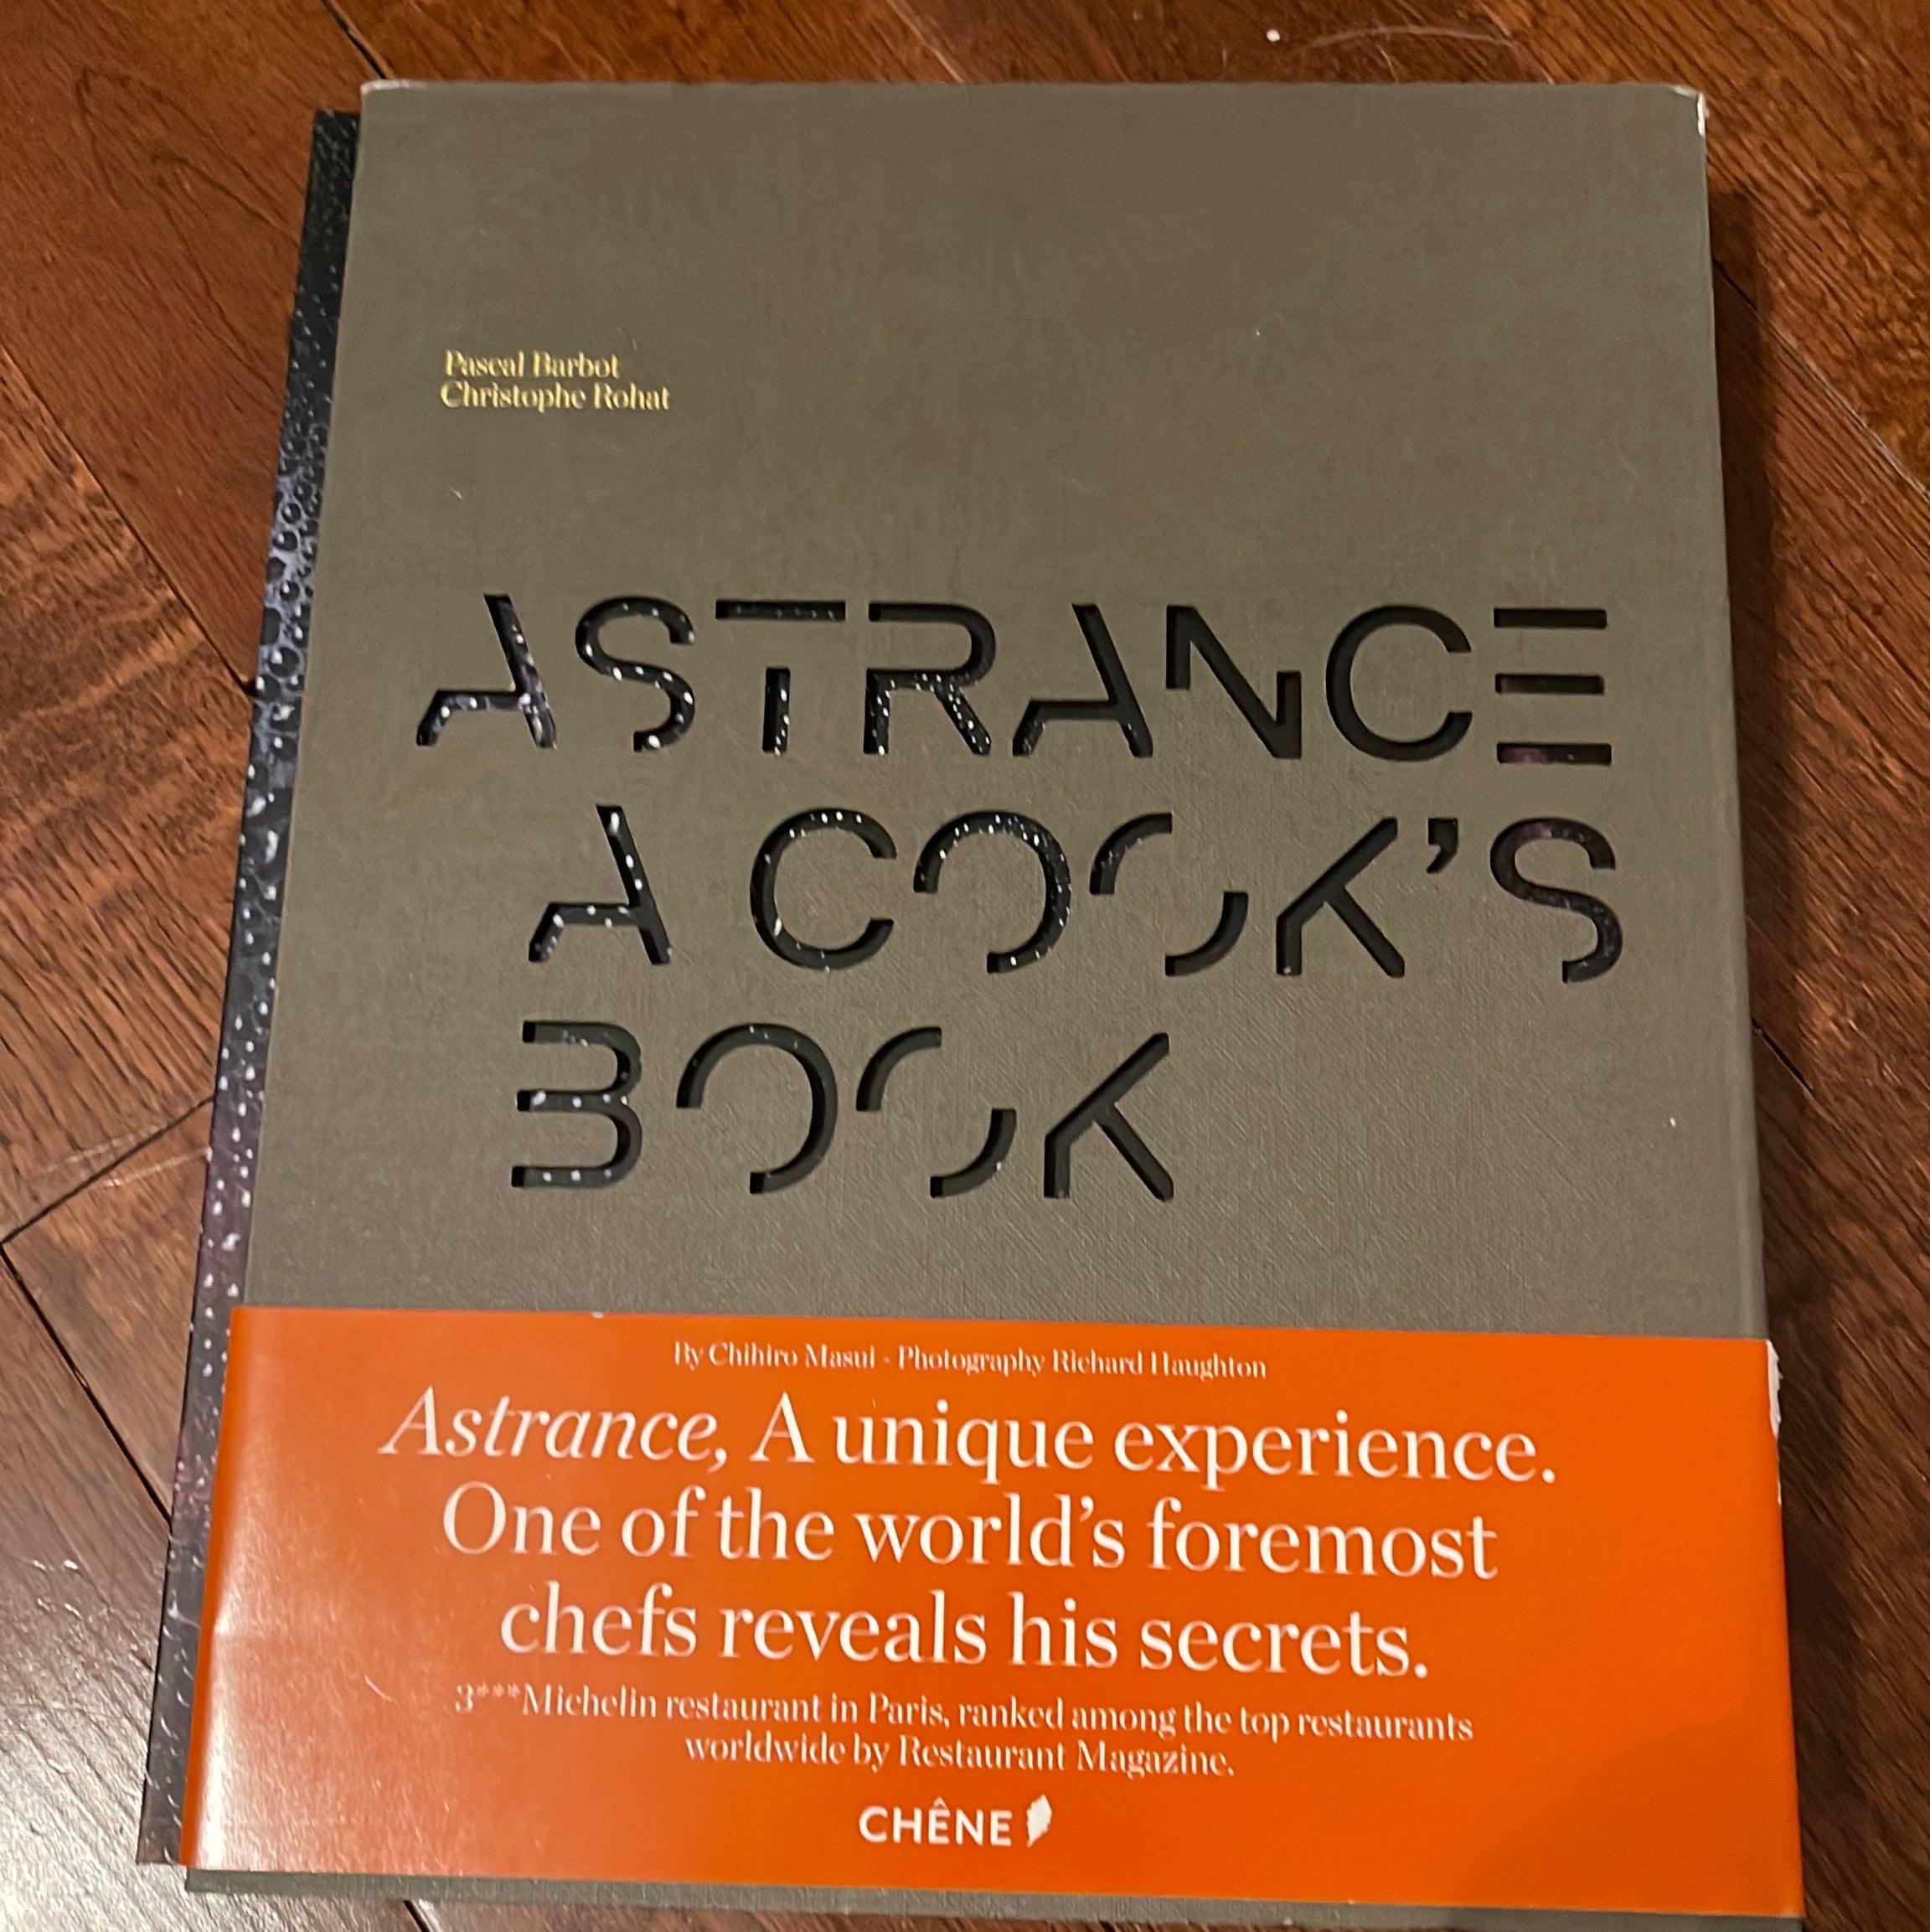 Pascal Barbot
Christophe Rohat
ASTRANCE
A COOK'S
BOOK
By Chihiro Masui - Photography Richard Haughton
Astrance, A unique experience.
One of the world's foremost
chefs reveals his secrets.
3***Michelin restaurant in Paris, ranked among the top restaurants
worldwide by Restaurant Magazine.
CHÊNE